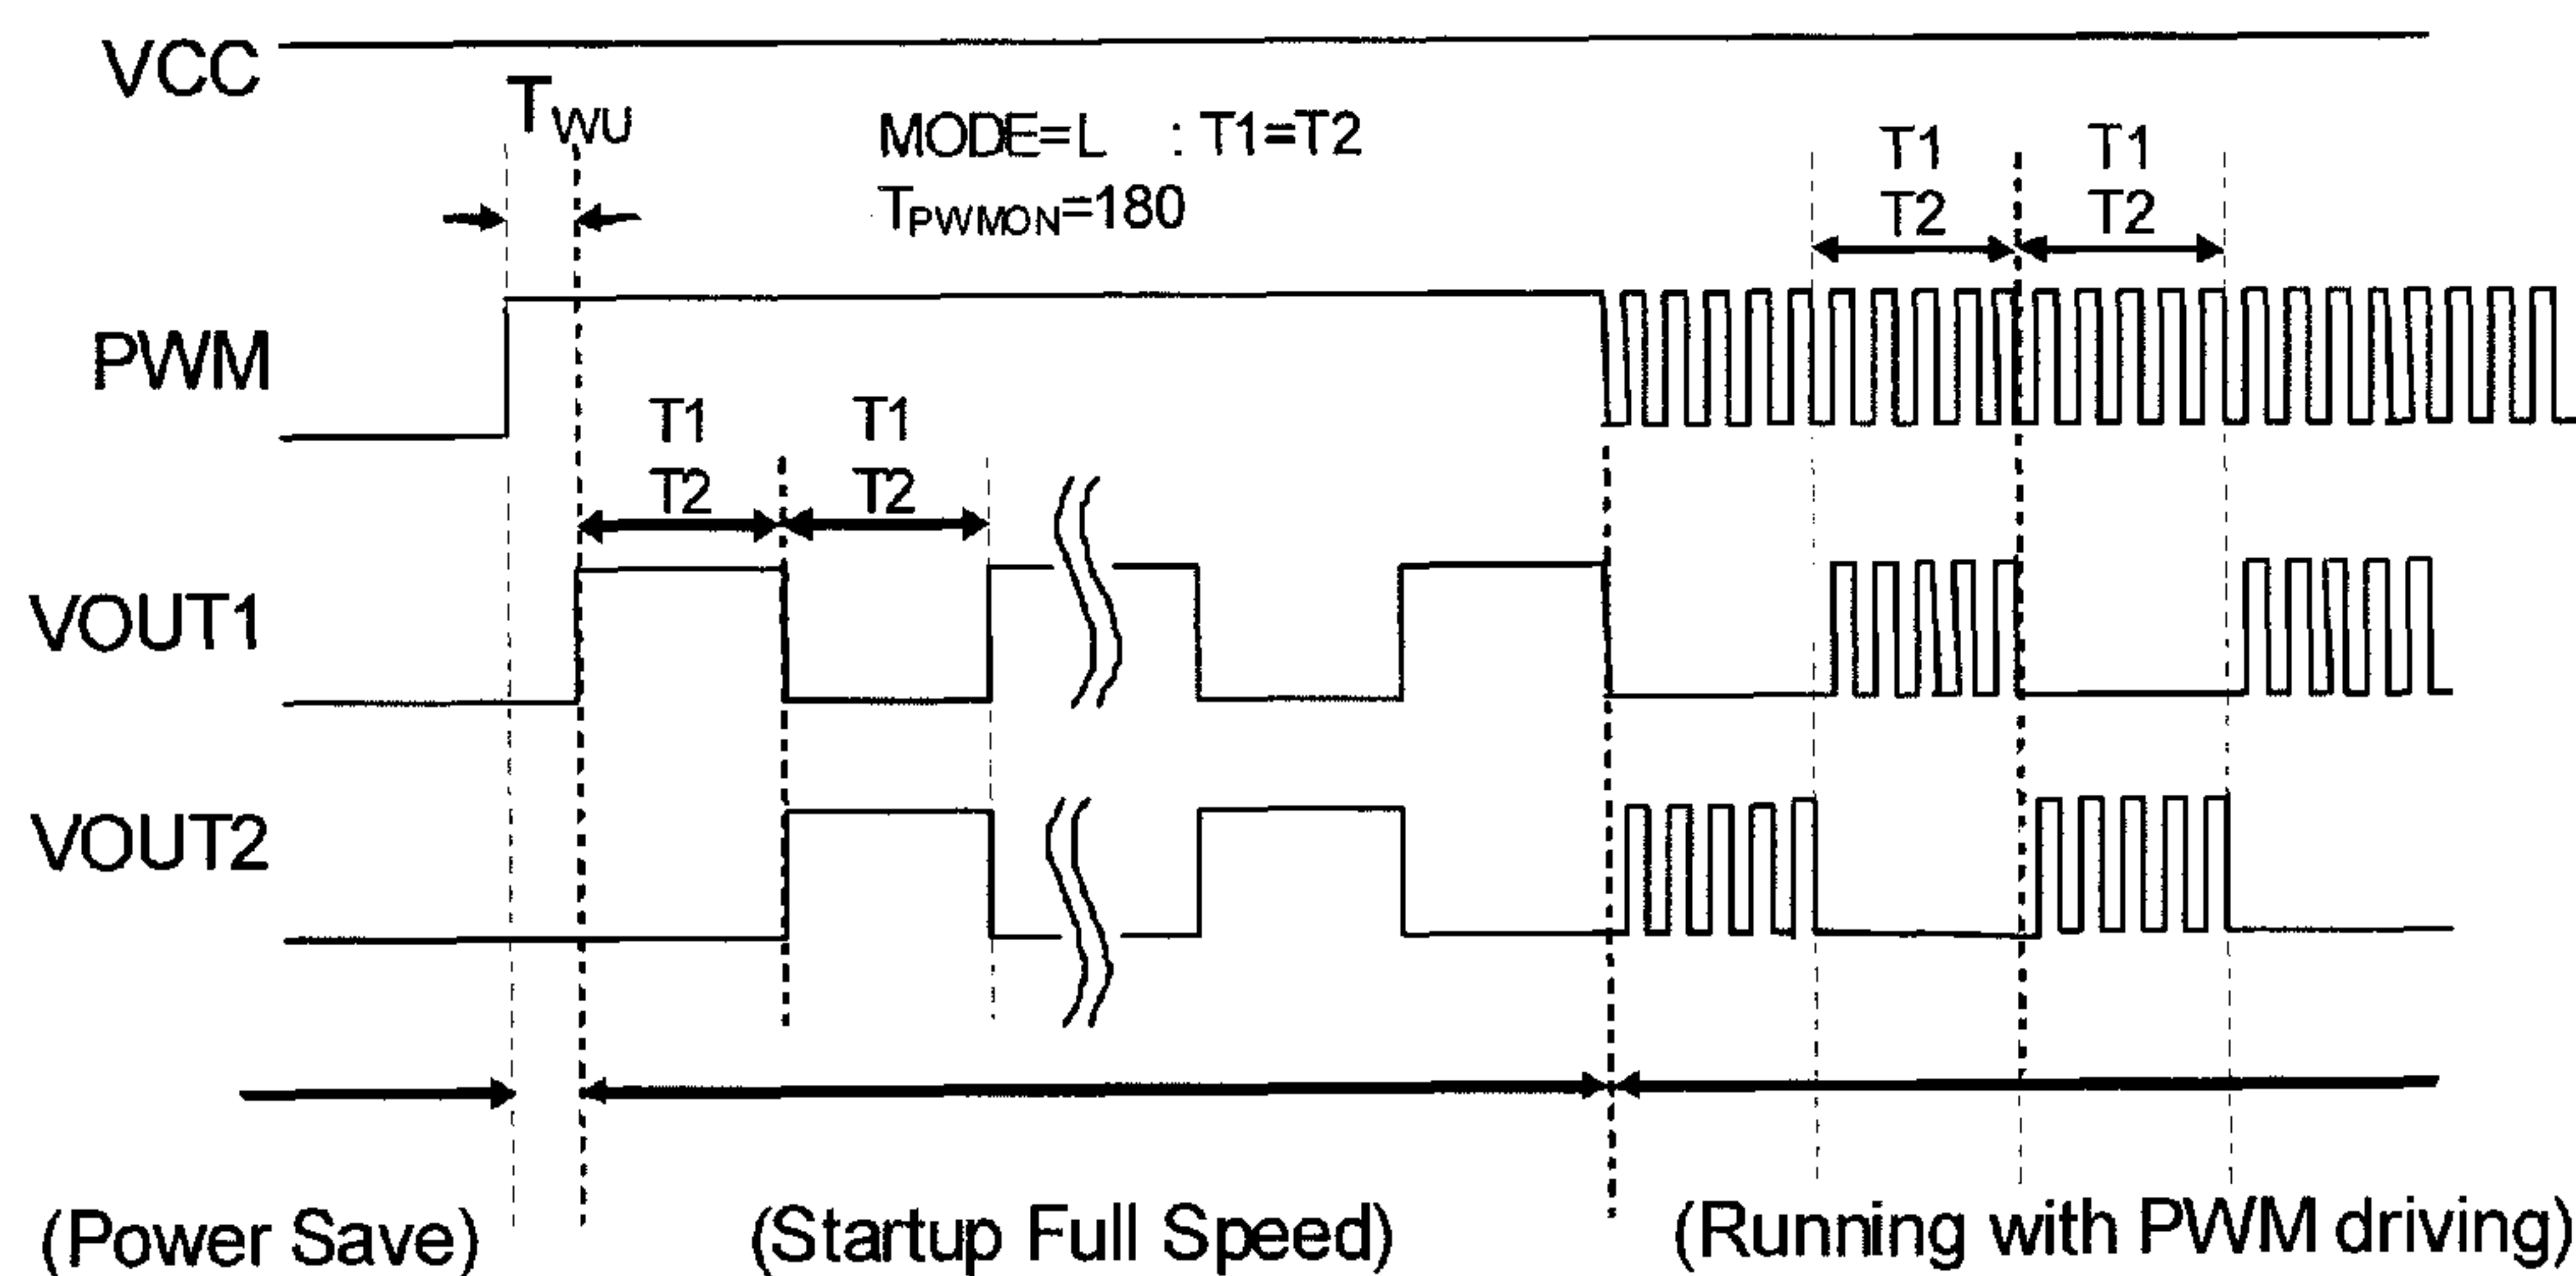 VCC
TWU
MODE=L : T1=T2
TPWMON=180
T1
T2
T1
T2
PWM
T1
T2
T1
T2
VOUT1
VOUT2
(Power Save)
(Startup Full Speed)
(Running with PWM driving)